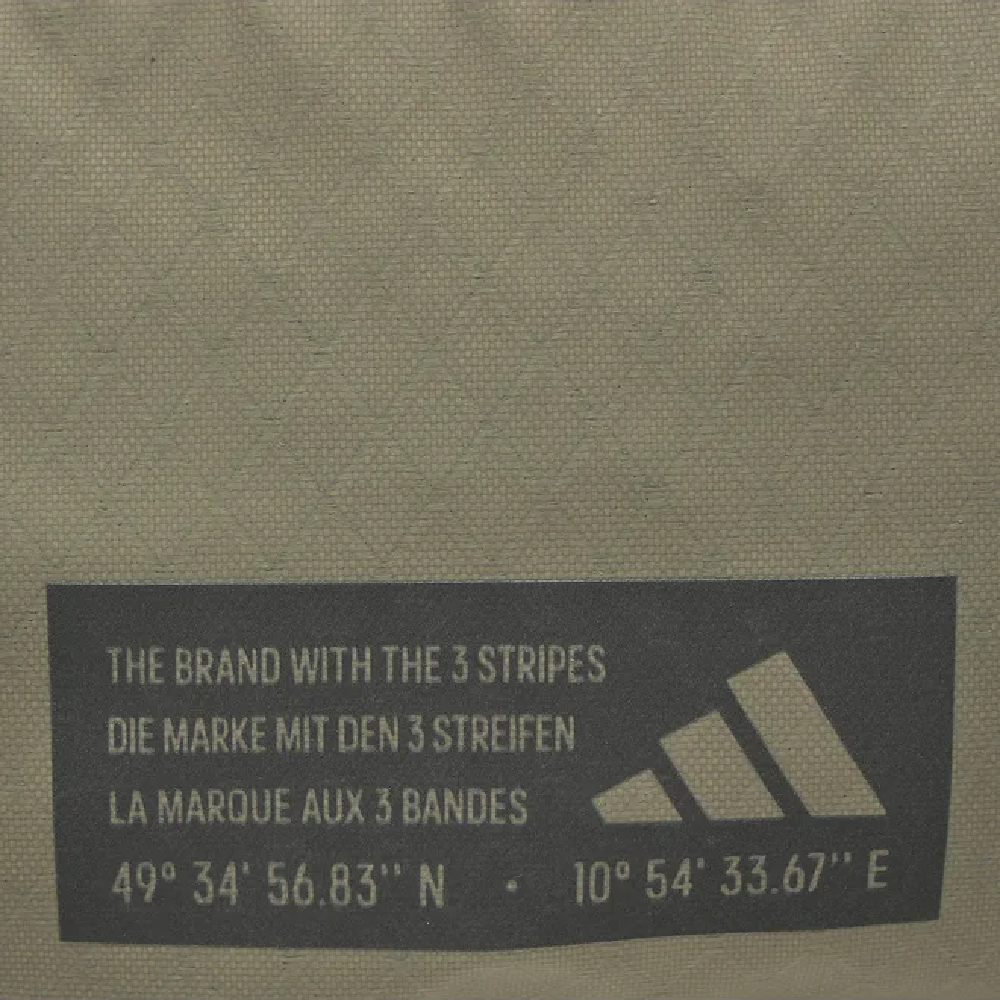 THE BRAND WITH THE 3 STRIPES
DIE MARKE MIT DEN 3 STREIFEN
LA MARQUE AUX 3 BANDES
49° 34' 56.83'' N • 10° 54' 33.67'' E